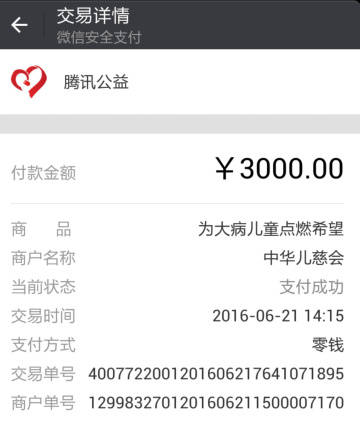 交易详情
微信安全支付
腾讯公益
付款金额 ￥3000.00
商 品 为大病儿童点燃希望
商户名称 中华儿慈会
当前状态 支付成功
交易时间 2016-06-21 14:15
支付方式 零钱
交易单号 4007722001201606217641071895
商户单号 1299832701201606211500007170